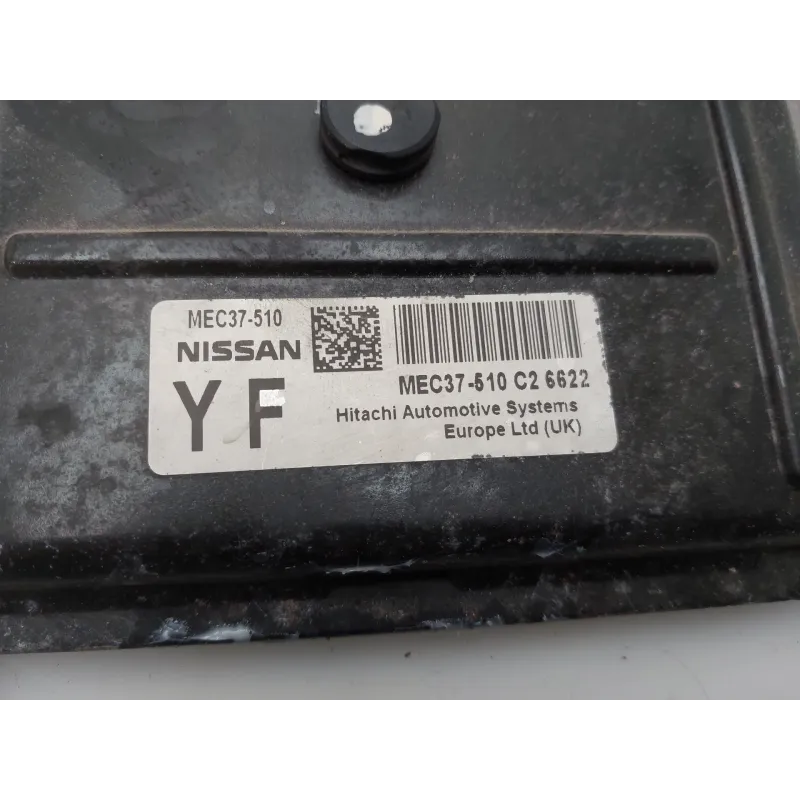 MEC37-510
NISSAN
YF
MEC37-510 C2 6622
Hitachi Automotive Systems
Europe Ltd (UK)